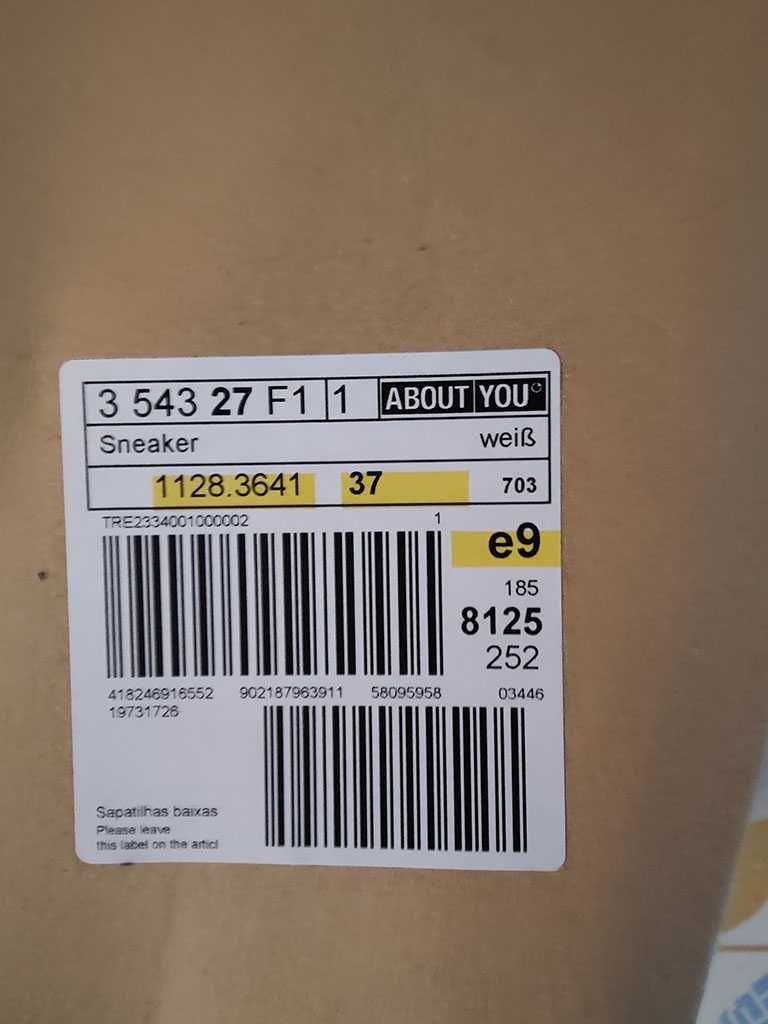 3 543 27 F1 1 ABOUT YOU
Sneaker weiß
1128.3641 37 703
TRE2334001000002 1
e9
185
8125
252
418246916552 902187963911 58095958 03446
19731726
Sapatilhas baixas
Please leave
this label on the articl